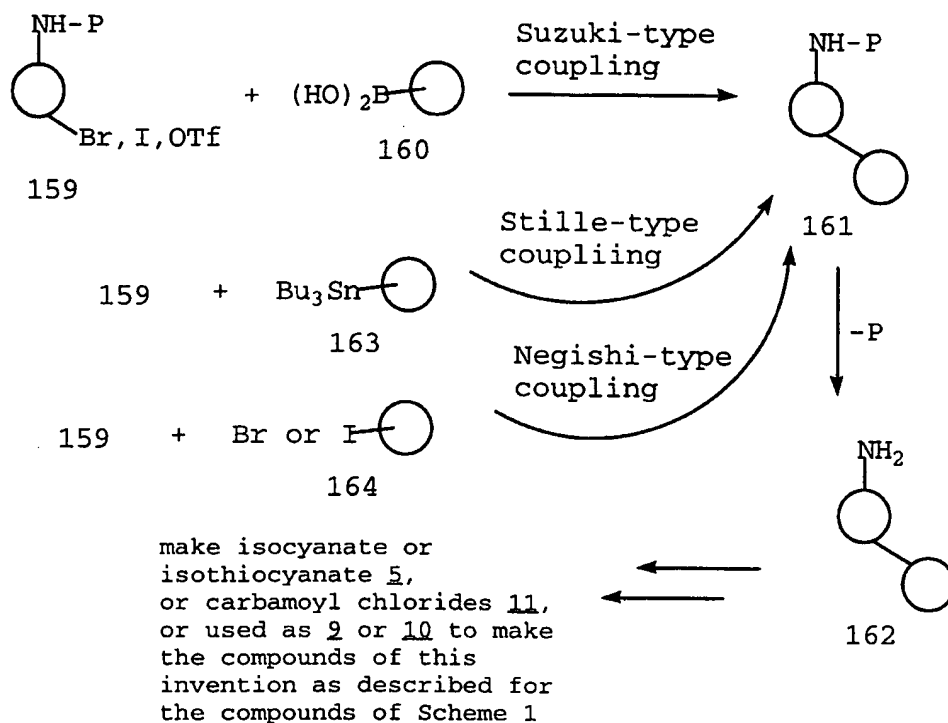 NH-P
Br, I, OTf
159
+ (HO)₂B
160
Suzuki-type
coupling
NH-P
161
159 + Bu₃Sn
163
Stille-type
coupliing
159 + Br or I
164
Negishi-type
coupling
-P
NH₂
162
make isocyanate or
isothiocyanate 5,
or carbamoyl chlorides 11,
or used as 9 or 10 to make
the compounds of this
invention as described for
the compounds of Scheme 1